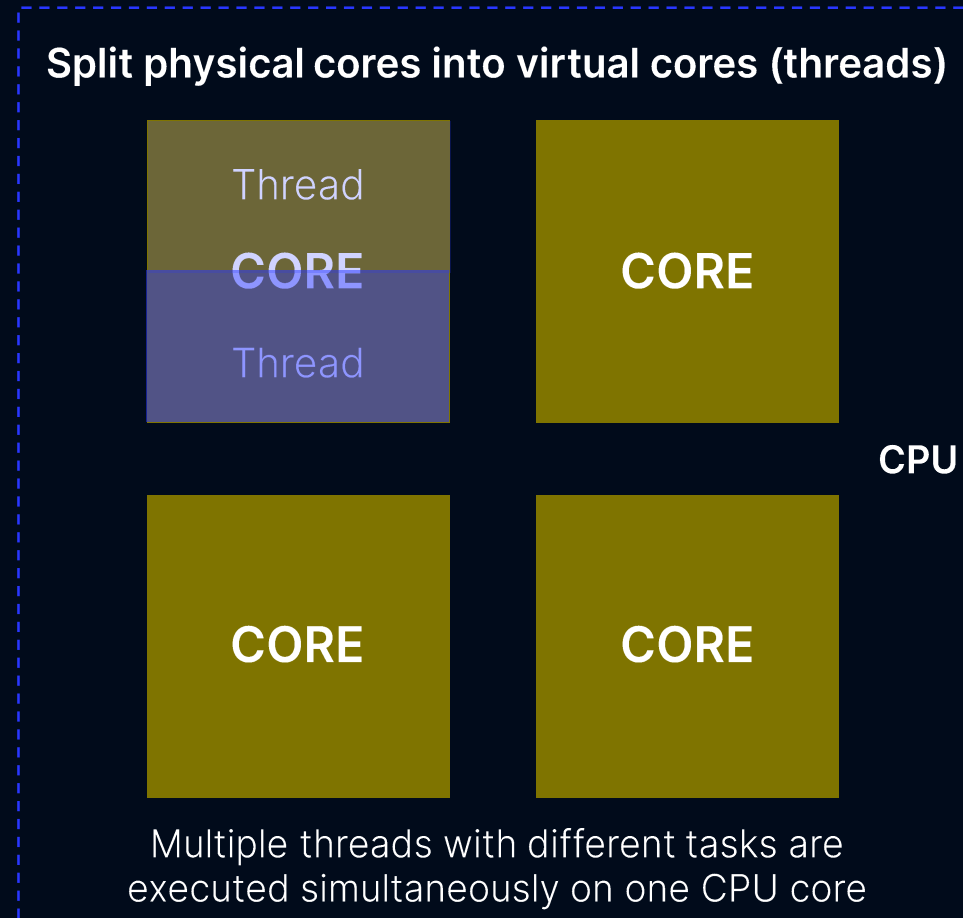 Split physical cores into virtual cores (threads)
Thread
CORE
Thread
CORE
CPU
CORE
CORE
Multiple threads with different tasks are
executed simultaneously on one CPU core